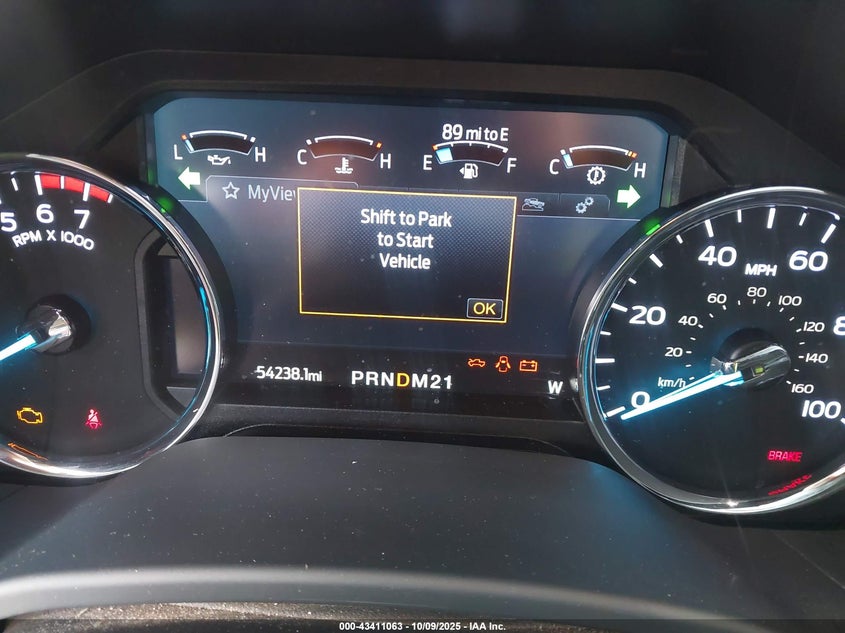 89 mi to E
L H C H E F C H
MyVie
5 6 7
RPM X 1000
Shift to Park
to Start
Vehicle
OK
54238.1mi
PRNDM21
W
0 20 40 60
MPH
20 40 60 80 100 120 140 160
km/h
100
BRAKE
000-43411063 - 10/09/2025 - IAA Inc.